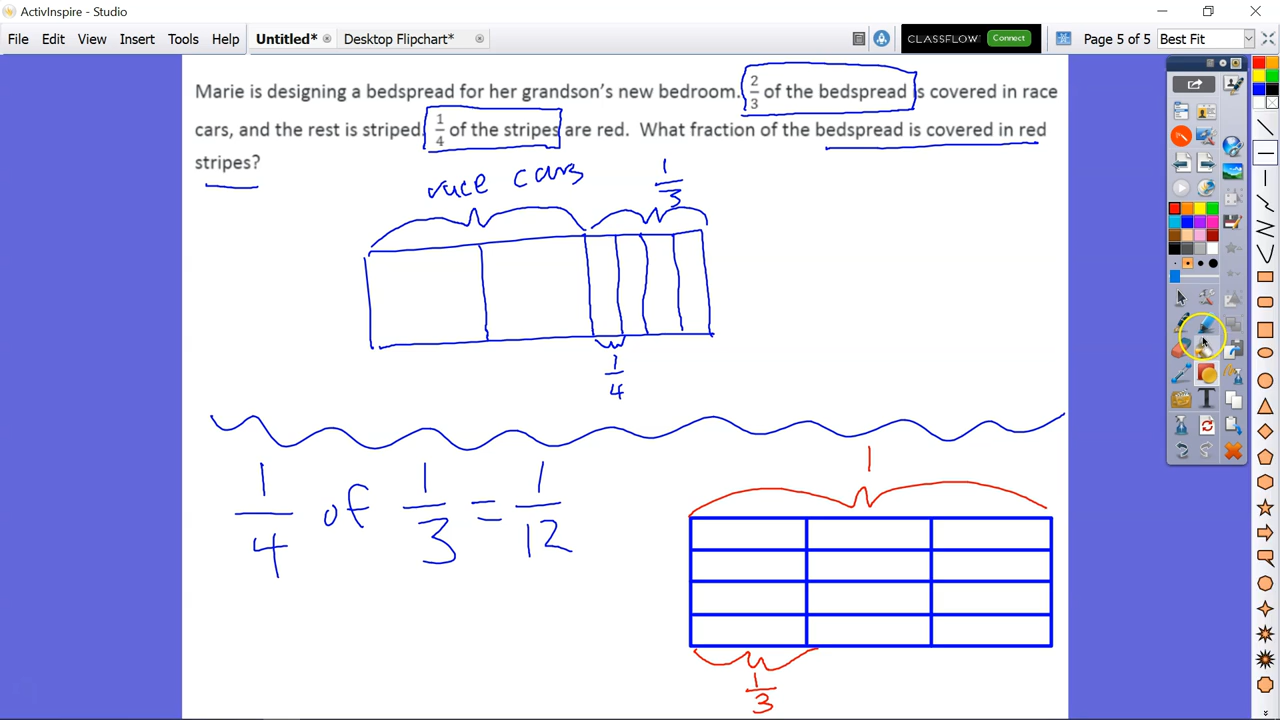 ActivInspire - Studio
File Edit View Insert Tools Help Untitled* Desktop Flipchart* CLASSFLOW Connect Page 5 of 5 Best Fit
Marie is designing a bedspread for her grandson's new bedroom. 2/3 of the bedspread is covered in race
cars, and the rest is striped. 1/4 of the stripes are red. What fraction of the bedspread is covered in red
stripes?
race cars 1/3
1/4
1/4 of 1/3 = 1/12
1
1/3